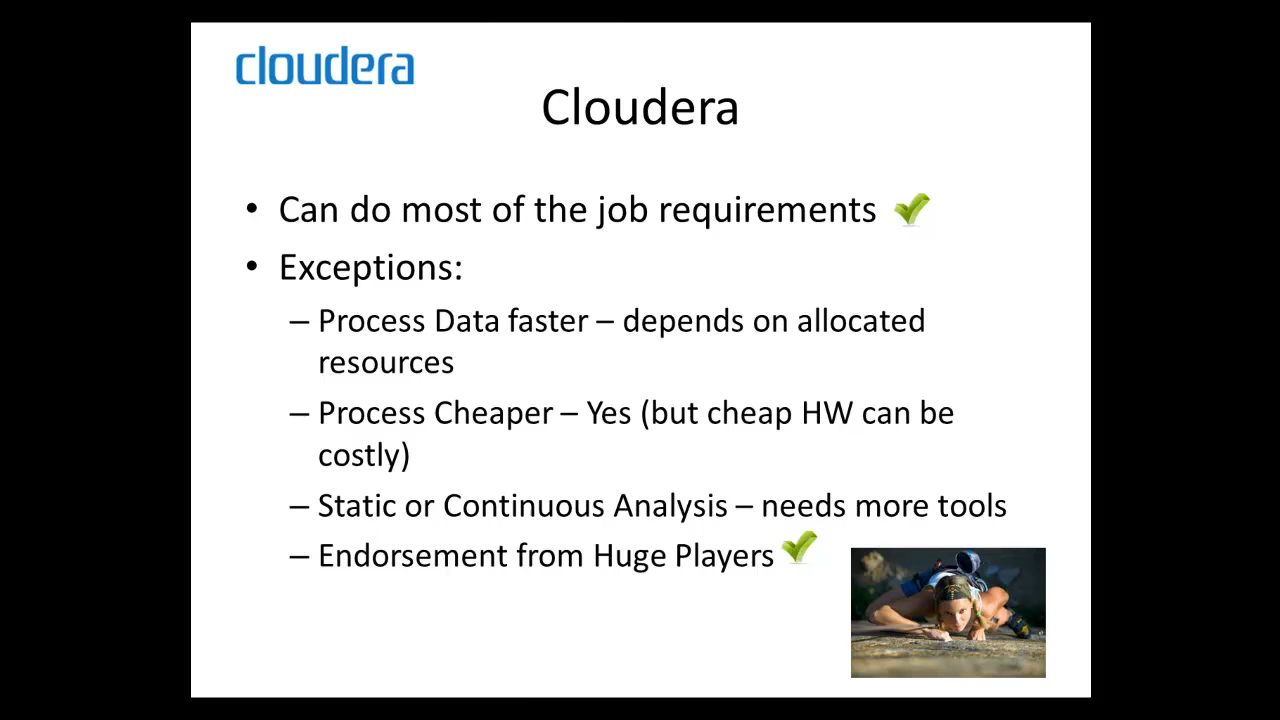 cloudera
Cloudera
• Can do most of the job requirements
• Exceptions:
– Process Data faster – depends on allocated
resources
– Process Cheaper – Yes (but cheap HW can be
costly)
– Static or Continuous Analysis – needs more tools
– Endorsement from Huge Players